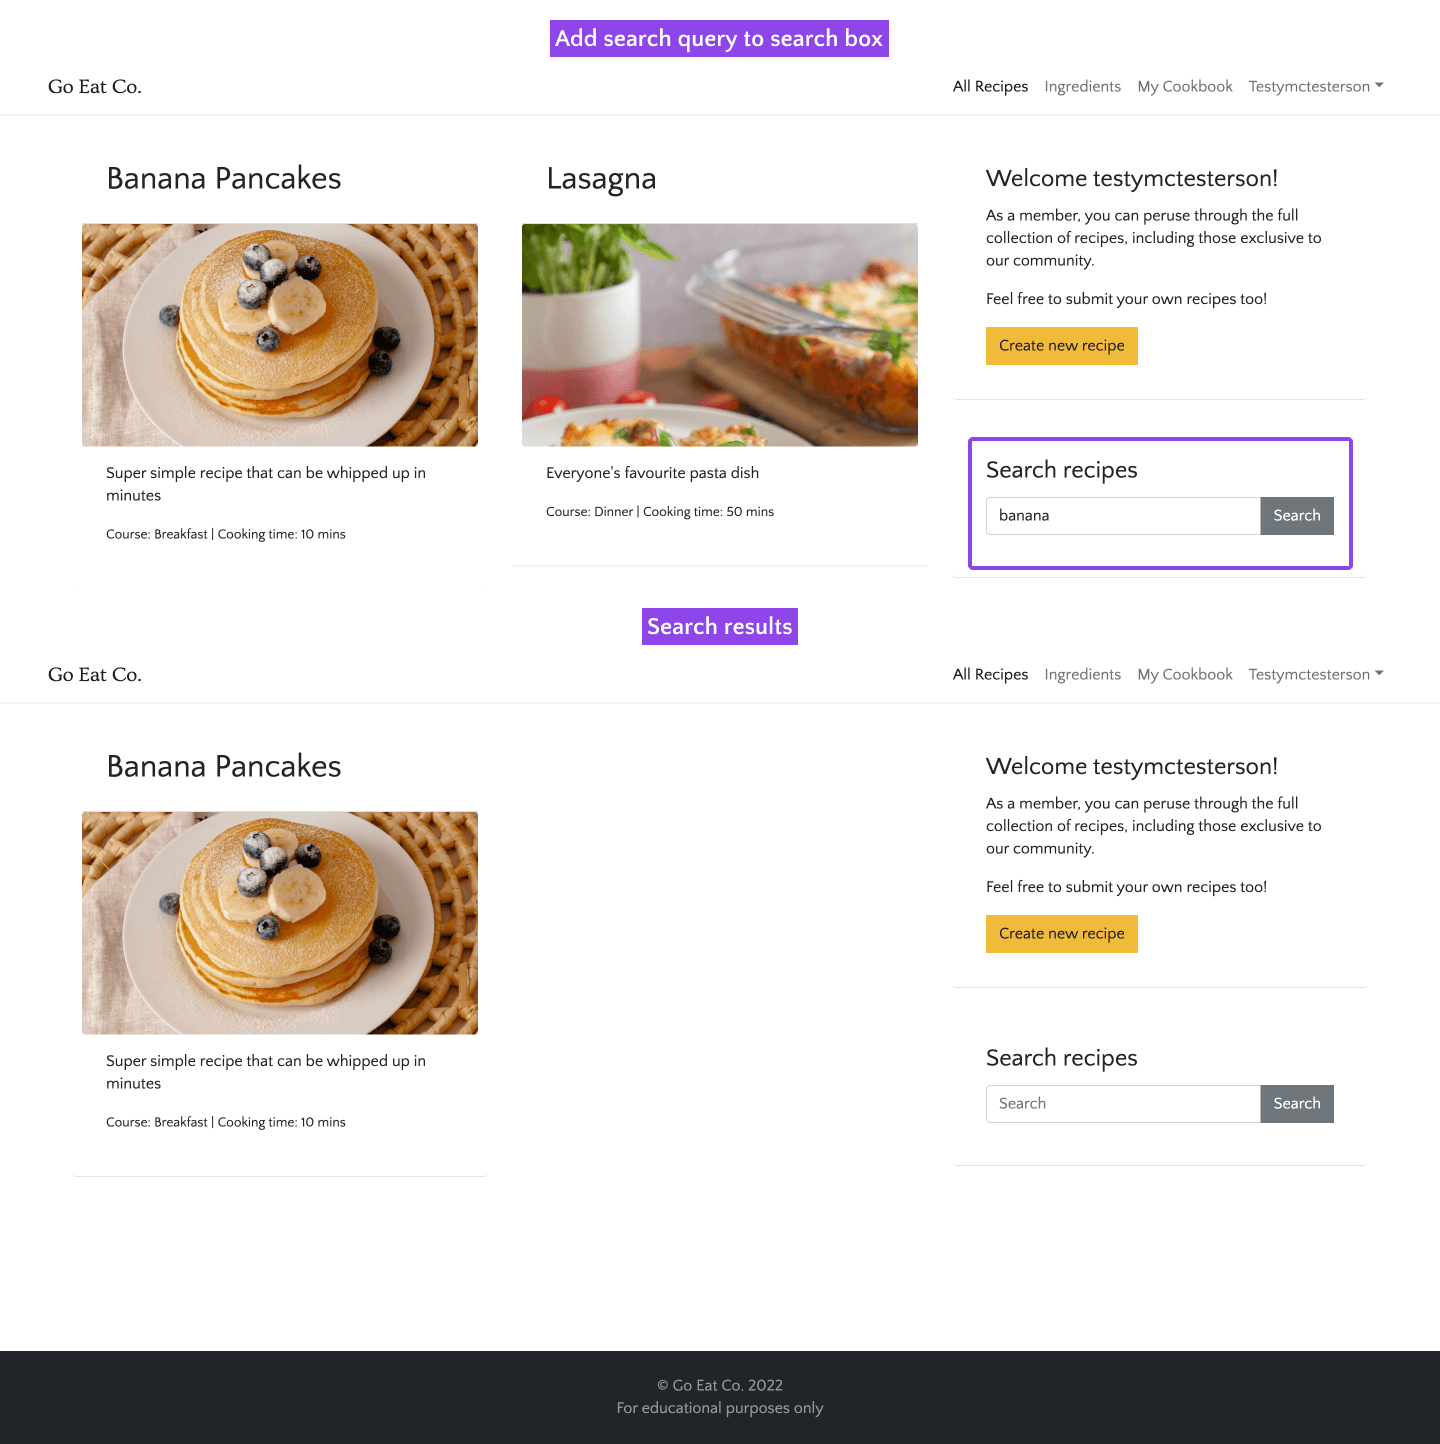 Add search query to search box
Go Eat Co.
All Recipes Ingredients My Cookbook Testymctesterson
Banana Pancakes
Super simple recipe that can be whipped up in
minutes
Course: Breakfast | Cooking time: 10 mins
Lasagna
Everyone's favourite pasta dish
Course: Dinner | Cooking time: 50 mins
Welcome testymctesterson!
As a member, you can peruse through the full
collection of recipes, including those exclusive to
our community.
Feel free to submit your own recipes too!
Create new recipe
Search recipes
banana Search
Search results
Go Eat Co.
All Recipes Ingredients My Cookbook Testymctesterson
Banana Pancakes
Super simple recipe that can be whipped up in
minutes
Course: Breakfast | Cooking time: 10 mins
Welcome testymctesterson!
As a member, you can peruse through the full
collection of recipes, including those exclusive to
our community.
Feel free to submit your own recipes too!
Create new recipe
Search recipes
Search Search
© Go Eat Co. 2022
For educational purposes only